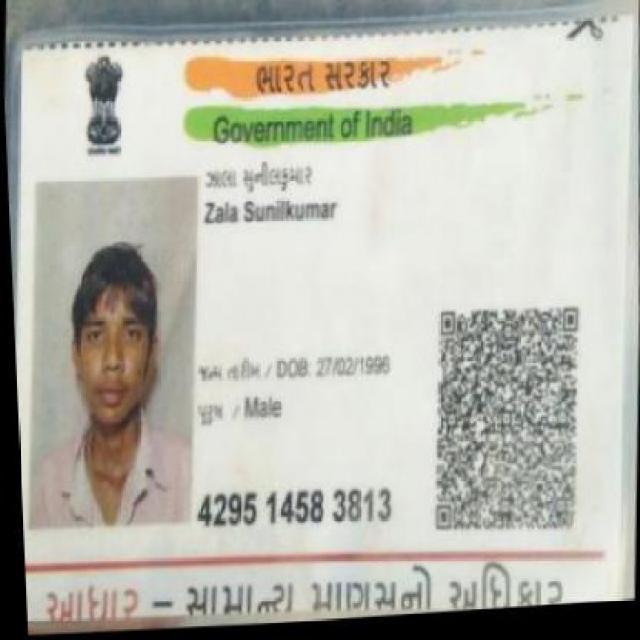 ભારત સરકાર
Government of India
ઝાલા સુનીલકુમાર
Zala Sunilkumar
જન્મ તારીખ / DOB: 27/02/1996
પુરુષ / Male
4295 1458 3813
આધાર – સામાન્ય માણસનો અધિકાર